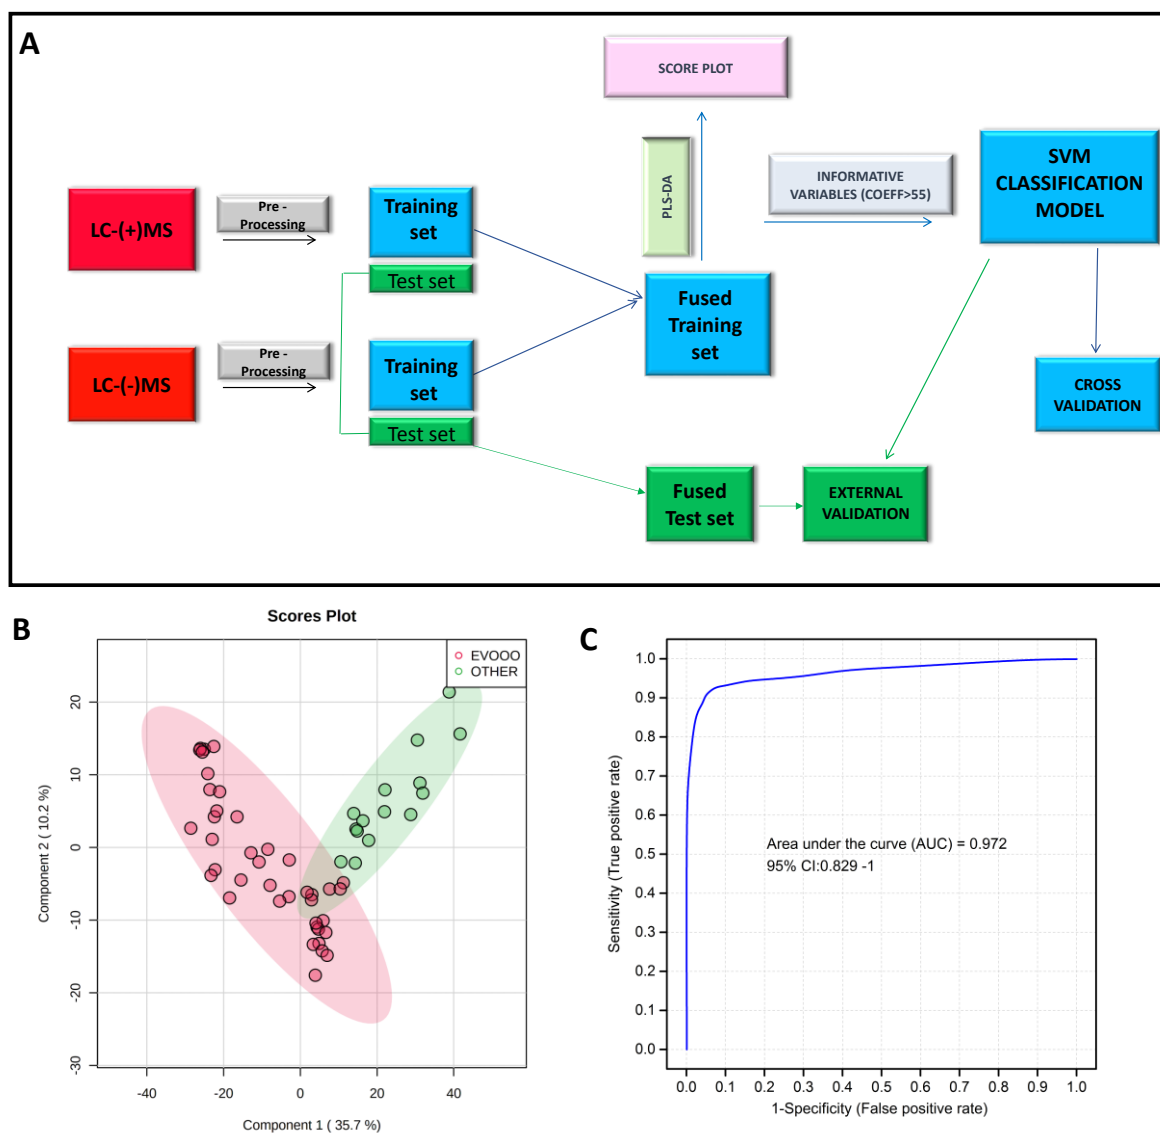 A
SCORE PLOT
PLS-DA
INFORMATIVE
VARIABLES (COEFF>55)
SVM
CLASSIFICATION
MODEL
LC-(+)MS
Pre -
Processing
Training
set
Test set
Fused
Training
set
LC-(-)MS
Pre -
Processing
Training
set
Test set
CROSS
VALIDATION
Fused
Test set
EXTERNAL
VALIDATION
B
Scores Plot
EVOOO
OTHER
20
10
0
-10
-20
-30
Component 2 ( 10.2 %)
-40
-20
0
20
40
Component 1 ( 35.7 %)
C
1.0
0.9
0.8
0.7
0.6
0.5
0.4
0.3
0.2
0.1
0.0
Sensitivity (True positive rate)
Area under the curve (AUC) = 0.972
95% CI:0.829 -1
0.0 0.1 0.2 0.3 0.4 0.5 0.6 0.7 0.8 0.9 1.0
1-Specificity (False positive rate)